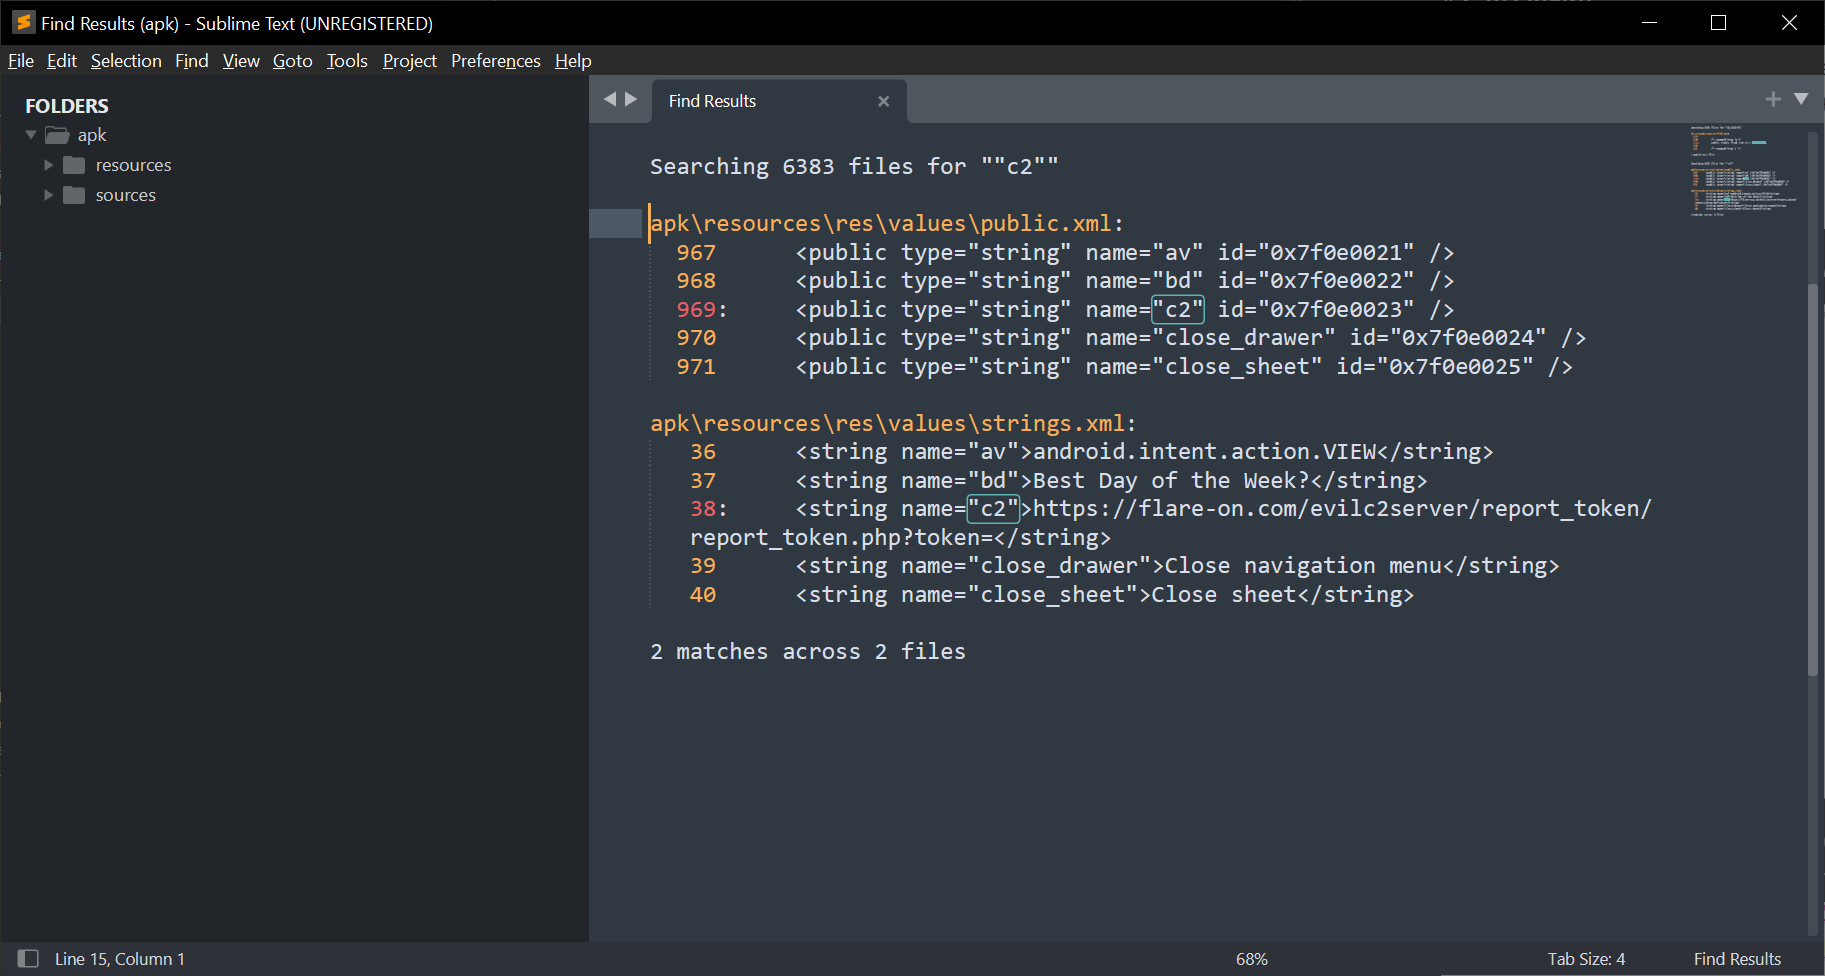 Find Results (apk) - Sublime Text (UNREGISTERED)
File Edit Selection Find View Goto Tools Project Preferences Help
FOLDERS
apk
resources
sources
Find Results
Searching 6383 files for ""c2""
apk\resources\res\values\public.xml:
967 <public type="string" name="av" id="0x7f0e0021" />
968 <public type="string" name="bd" id="0x7f0e0022" />
969: <public type="string" name="c2" id="0x7f0e0023" />
970 <public type="string" name="close_drawer" id="0x7f0e0024" />
971 <public type="string" name="close_sheet" id="0x7f0e0025" />
apk\resources\res\values\strings.xml:
36 <string name="av">android.intent.action.VIEW</string>
37 <string name="bd">Best Day of the Week?</string>
38: <string name="c2">https://flare-on.com/evilc2server/report_token/
report_token.php?token=</string>
39 <string name="close_drawer">Close navigation menu</string>
40 <string name="close_sheet">Close sheet</string>
2 matches across 2 files
Line 15, Column 1
68%
Tab Size: 4
Find Results